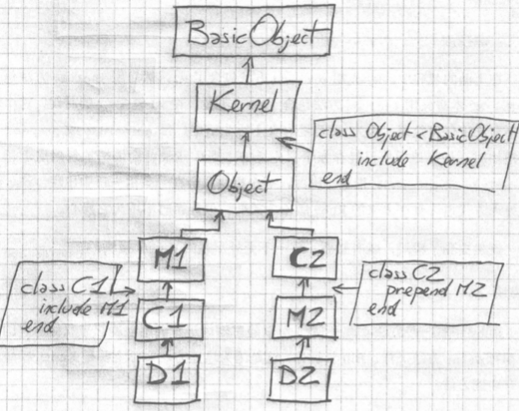 BasicObject
Kernel
class Object < BasicObject
include Kernel
end
Object
M1
C2
class C1
include M1
end
class C2
prepend M2
end
C1
M2
D1
D2